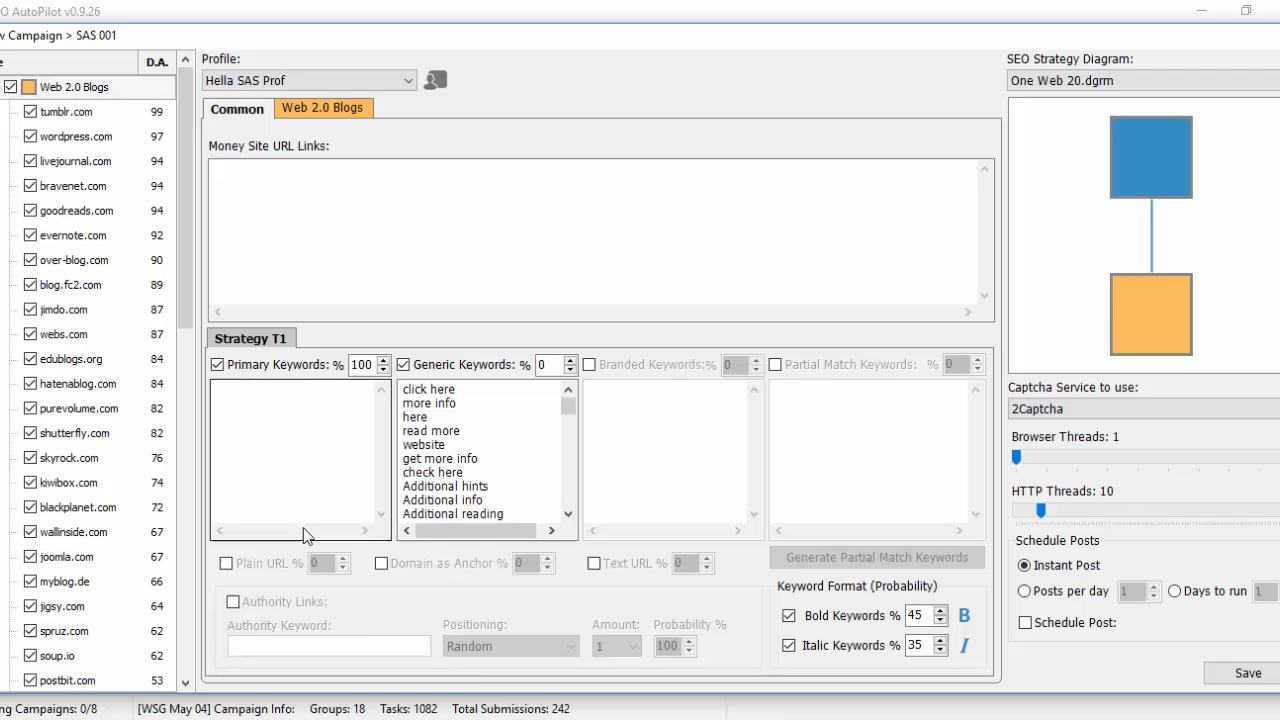 O AutoPilot v0.9.26
w Campaign > SAS 001
e D.A.
Web 2.0 Blogs
tumblr.com 99
wordpress.com 97
livejournal.com 94
bravenet.com 94
goodreads.com 94
evernote.com 92
over-blog.com 90
blog.fc2.com 89
jimdo.com 87
webs.com 87
edublogs.org 84
hatenablog.com 84
purevolume.com 82
shutterfly.com 82
skyrock.com 76
kiwibox.com 74
blackplanet.com 72
wallinside.com 67
joomla.com 67
myblog.de 66
jigsy.com 64
spruz.com 62
soup.io 62
postbit.com 53
Profile:
Hella SAS Prof
Common Web 2.0 Blogs
Money Site URL Links:
Strategy T1
Primary Keywords: % 100 Generic Keywords: % 0 Branded Keywords:% 0 Partial Match Keywords: % 0
click here
more info
here
read more
website
get more info
check here
Additional hints
Additional info
Additional reading
Plain URL % 0 Domain as Anchor % 0 Text URL % 0 Generate Partial Match Keywords
Authority Links:
Authority Keyword: Positioning: Amount: Probability %
Random 1 100
Keyword Format (Probability)
Bold Keywords % 45 B
Italic Keywords % 35 I
SEO Strategy Diagram:
One Web 20.dgrm
Captcha Service to use:
2Captcha
Browser Threads: 1
HTTP Threads: 10
Schedule Posts
Instant Post
Posts per day 1 Days to run 1
Schedule Post:
Save
ng Campaigns: 0/8 [WSG May 04] Campaign Info: Groups: 18 Tasks: 1082 Total Submissions: 242